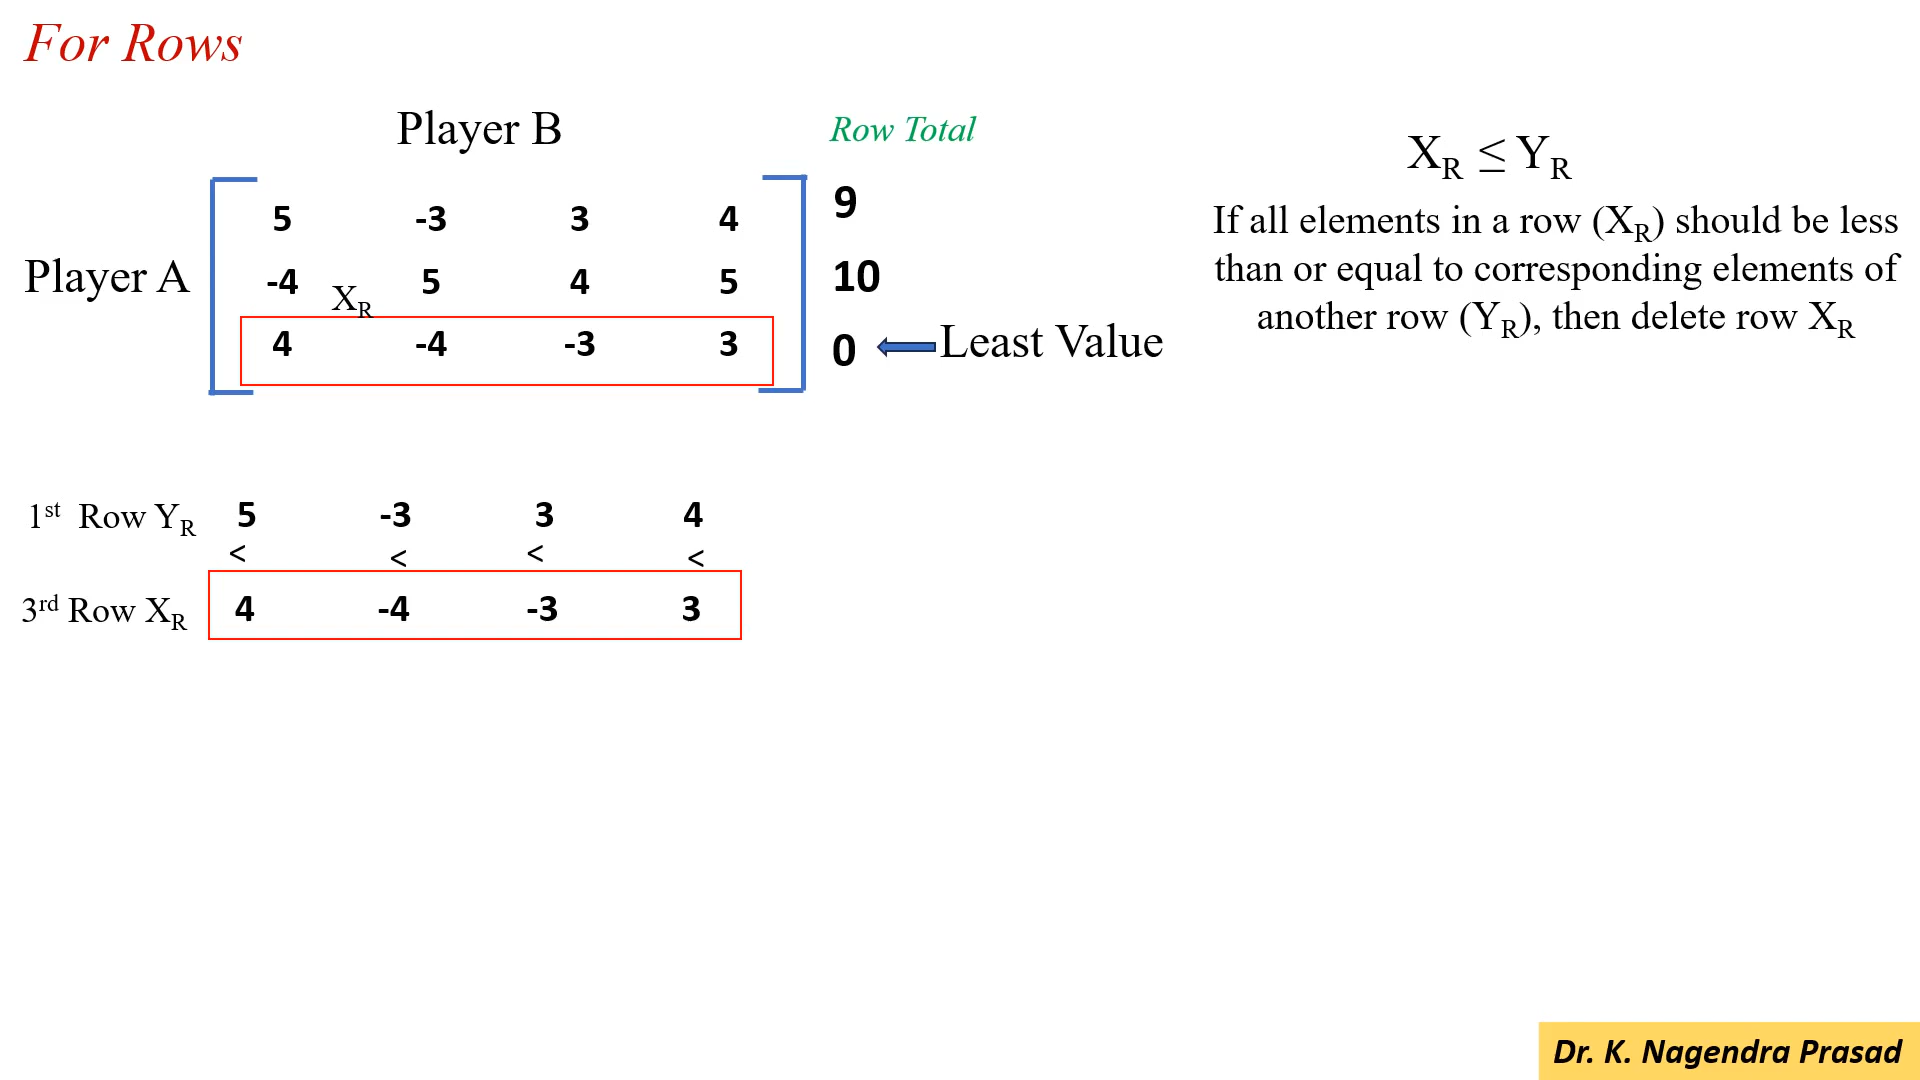 For Rows
Player B
Row Total
X_R ≤ Y_R
5 -3 3 4 9
If all elements in a row (X_R) should be less
than or equal to corresponding elements of
another row (Y_R), then delete row X_R
Player A
-4 5 4 5 10
X_R
4 -4 -3 3 0
Least Value
1st Row Y_R 5 -3 3 4
< < < <
3rd Row X_R 4 -4 -3 3
Dr. K. Nagendra Prasad